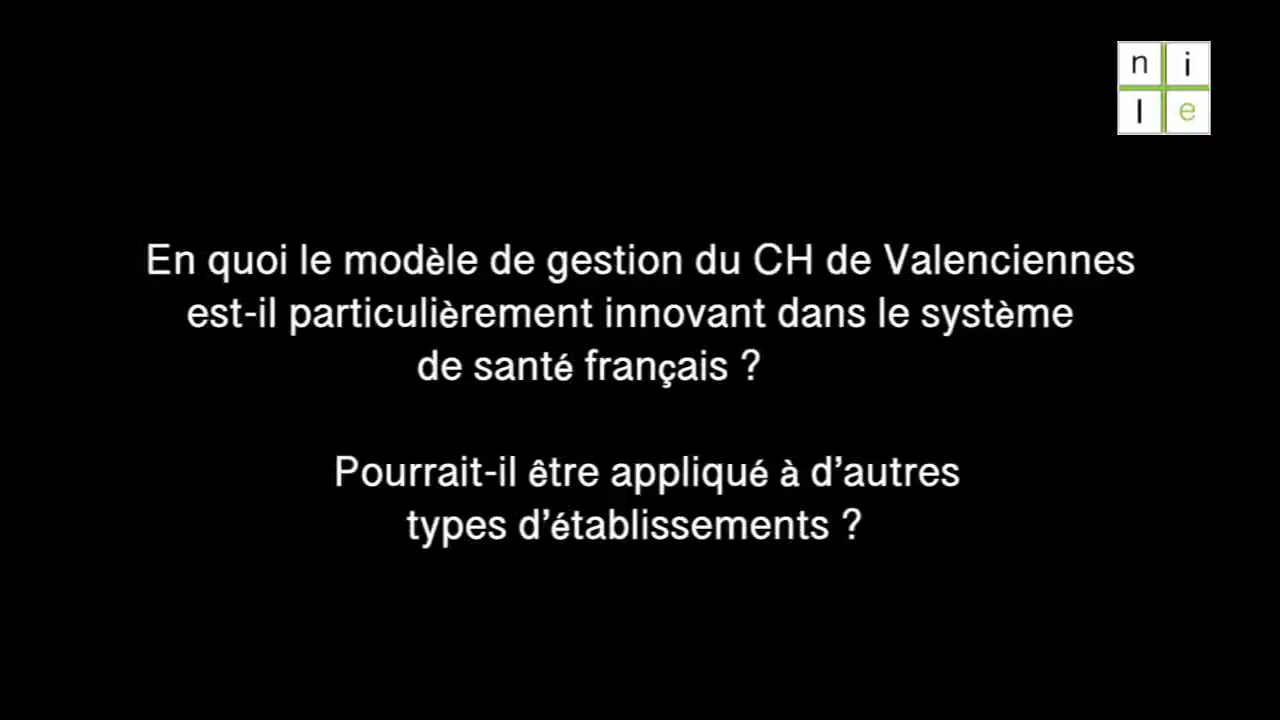 n i
l e
En quoi le modèle de gestion du CH de Valenciennes
est-il particulièrement innovant dans le système
de santé français ?
Pourrait-il être appliqué à d’autres
types d’établissements ?